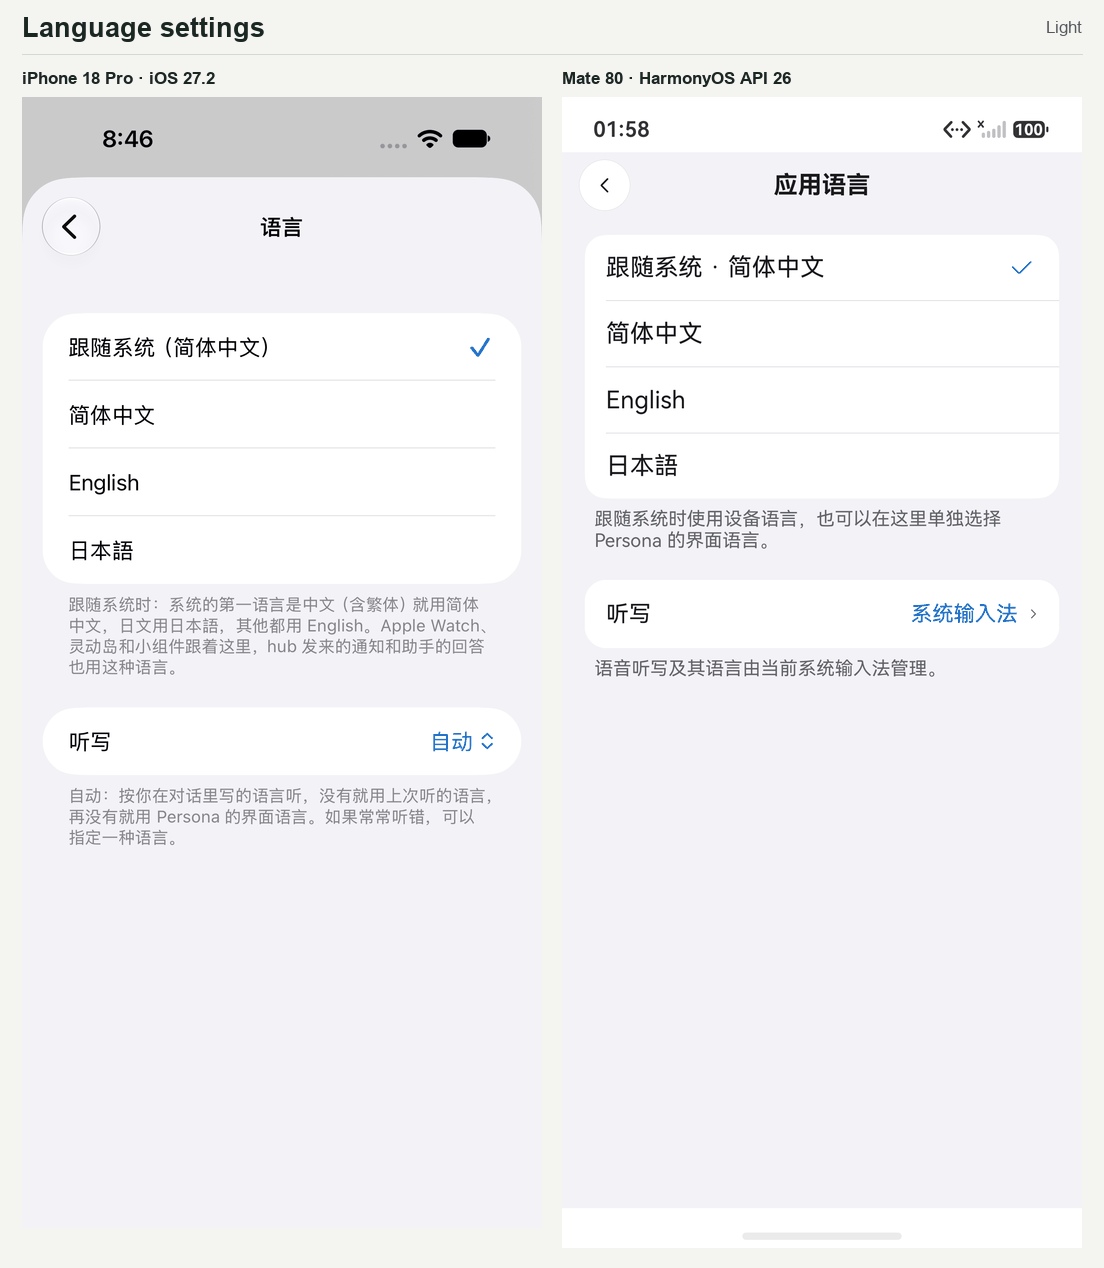 Language settings
Light
iPhone 18 Pro · iOS 27.2
8:46
语言
跟随系统（简体中文）
简体中文
English
日本語
跟随系统时：系统的第一语言是中文（含繁体）就用简体
中文，日文用日本語，其他都用 English。Apple Watch、
灵动岛和小组件跟着这里，hub 发来的通知和助手的回答
也用这种语言。
听写
自动
自动：按你在对话里写的语言听，没有就用上次听的语言，
再没有就用 Persona 的界面语言。如果常常听错，可以
指定一种语言。
Mate 80 · HarmonyOS API 26
01:58
100
应用语言
跟随系统 · 简体中文
简体中文
English
日本語
跟随系统时使用设备语言，也可以在这里单独选择
Persona 的界面语言。
听写
系统输入法
语音听写及其语言由当前系统输入法管理。